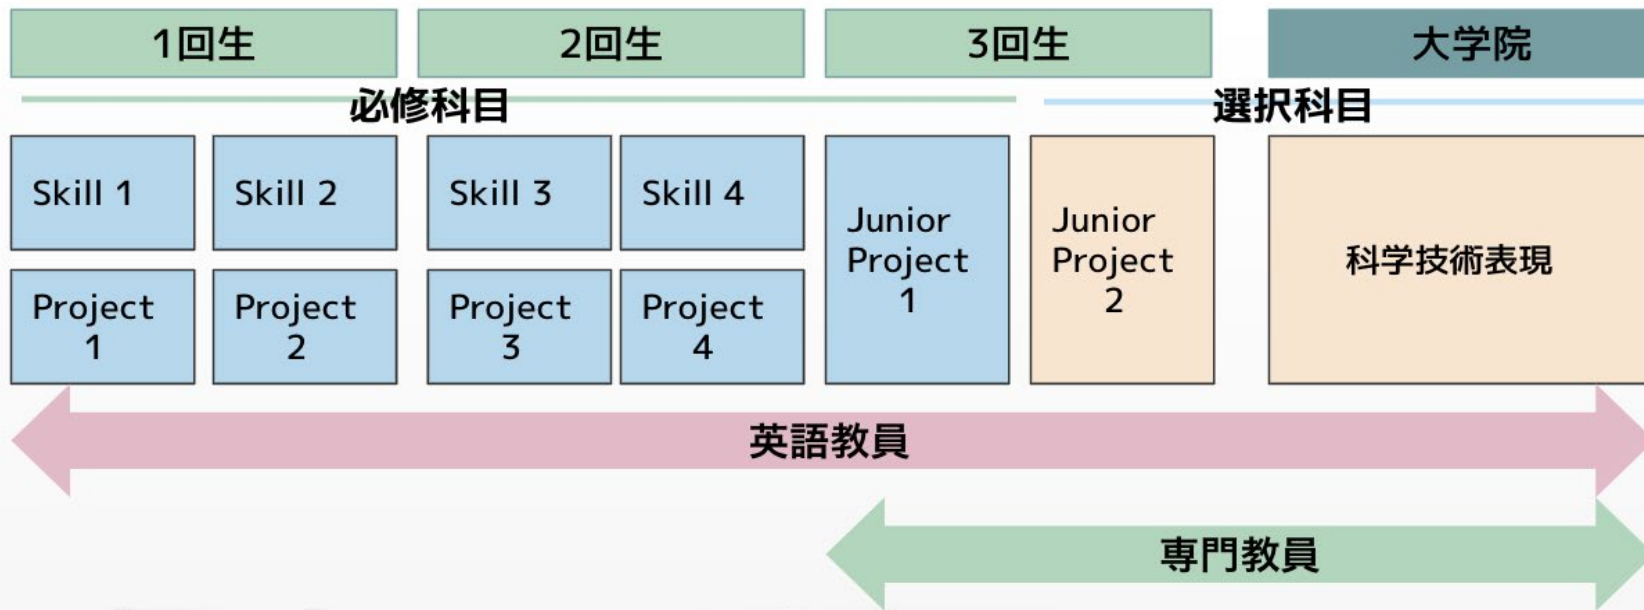 1回生 2回生 3回生 大学院
必修科目 選択科目
Skill 1
Skill 2
Skill 3
Skill 4
Project
1
Project
2
Project
3
Project
4
Junior
Project
1
Junior
Project
2
科学技術表現
英語教員
専門教員